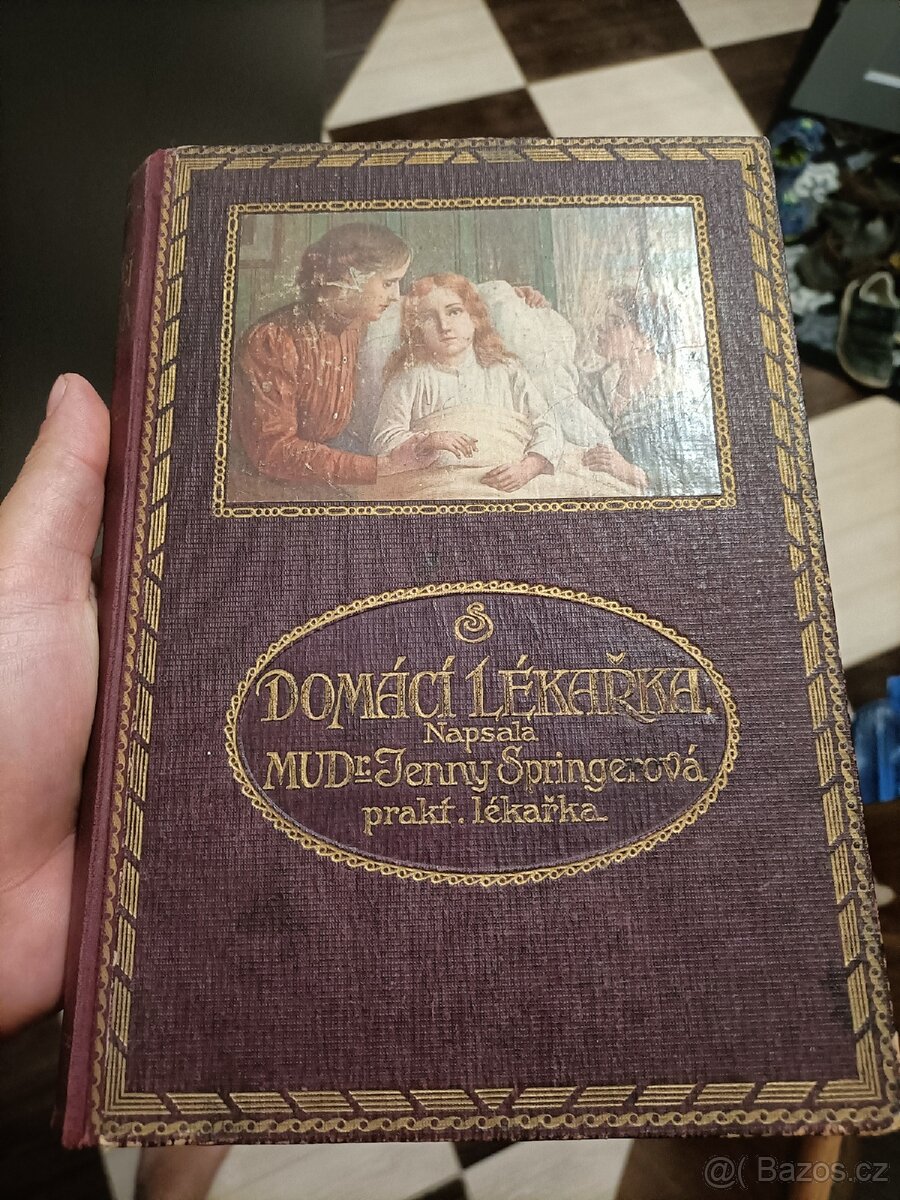 S
DOMÁCÍ LÉKAŘKA.
Napsala
MUDr. Jenny Springerová
prakt. lékařka
@( Bazos.cz